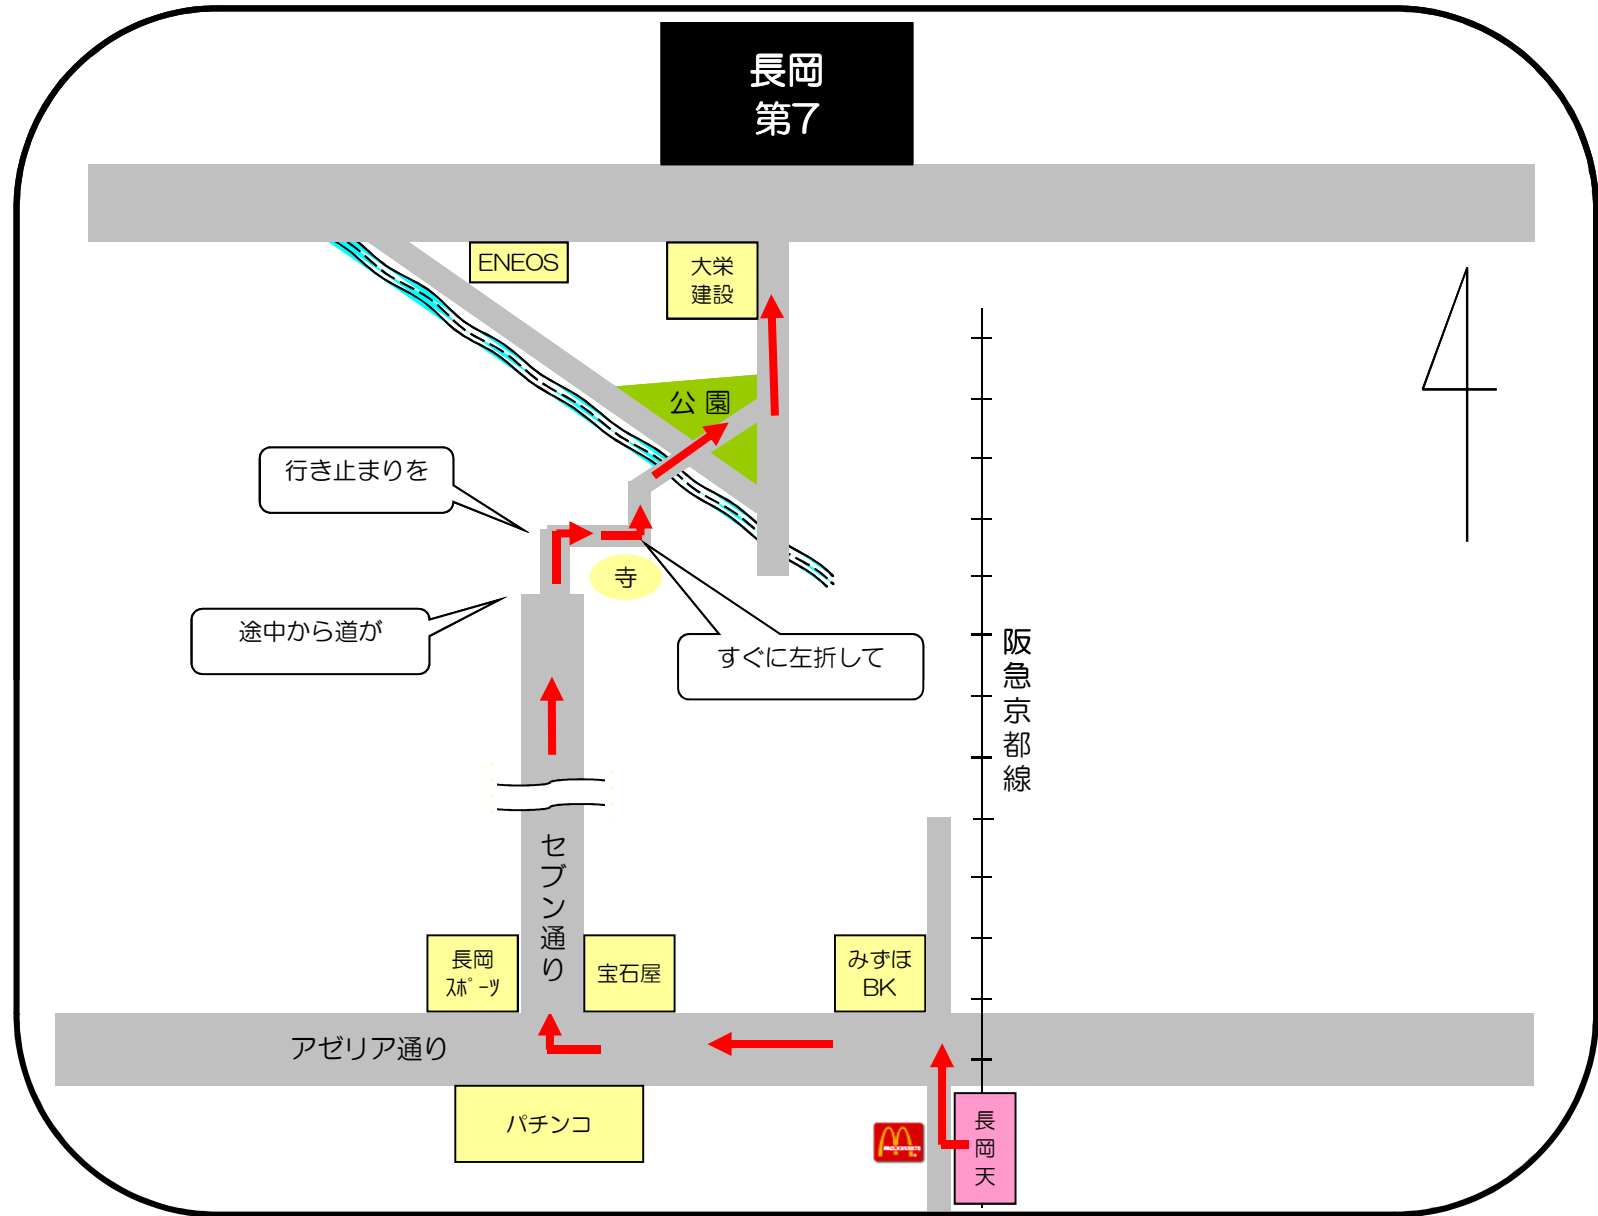 長岡
第7
ENEOS
大栄
建設
公園
行き止まりを
寺
途中から道が
すぐに左折して
阪急京都線
セブン通り
長岡
スポーツ
宝石屋
みずほ
BK
アゼリア通り
パチンコ
長岡天